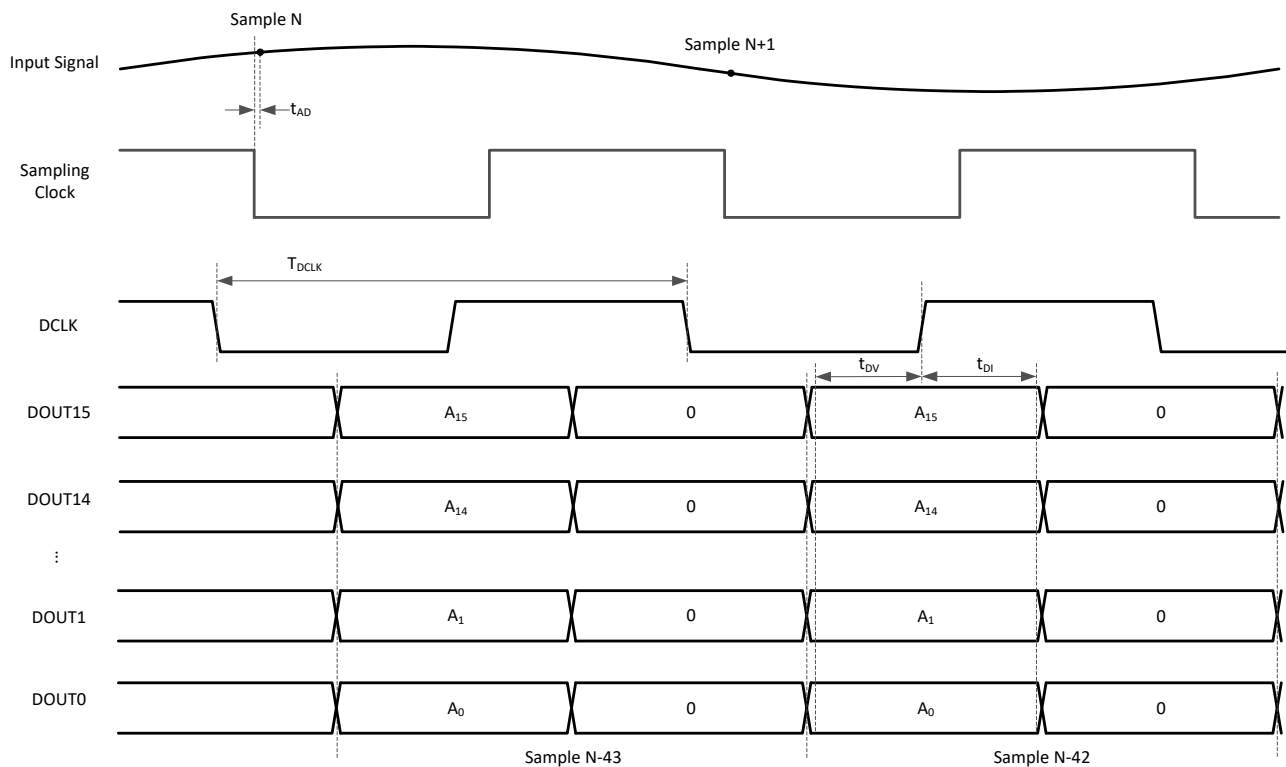 Sample N
Sample N+1
Input Signal
tAD
Sampling
Clock
TDCLK
DCLK
tDV
tDI
DOUT15
A15
0
A15
0
DOUT14
A14
0
A14
0
⋮
DOUT1
A1
0
A1
0
DOUT0
A0
0
A0
0
Sample N-43
Sample N-42